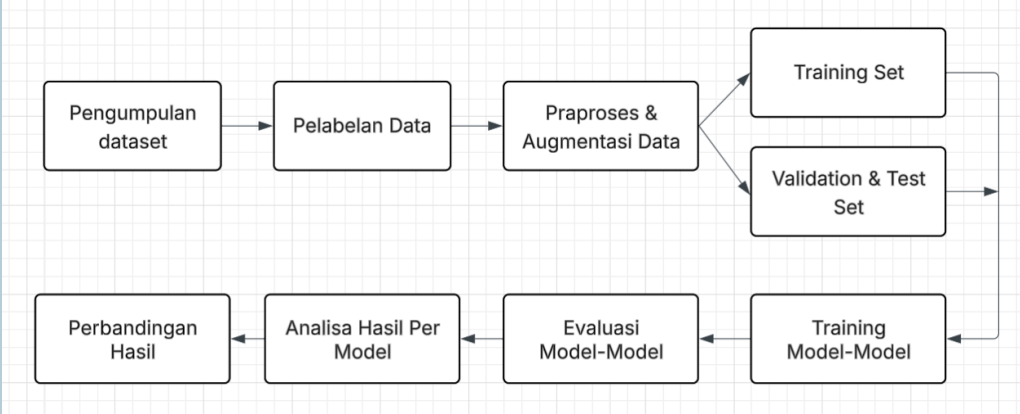 Pengumpulan
dataset
Pelabelan Data
Praproses &
Augmentasi Data
Training Set
Validation & Test
Set
Training
Model-Model
Evaluasi
Model-Model
Analisa Hasil Per
Model
Perbandingan
Hasil